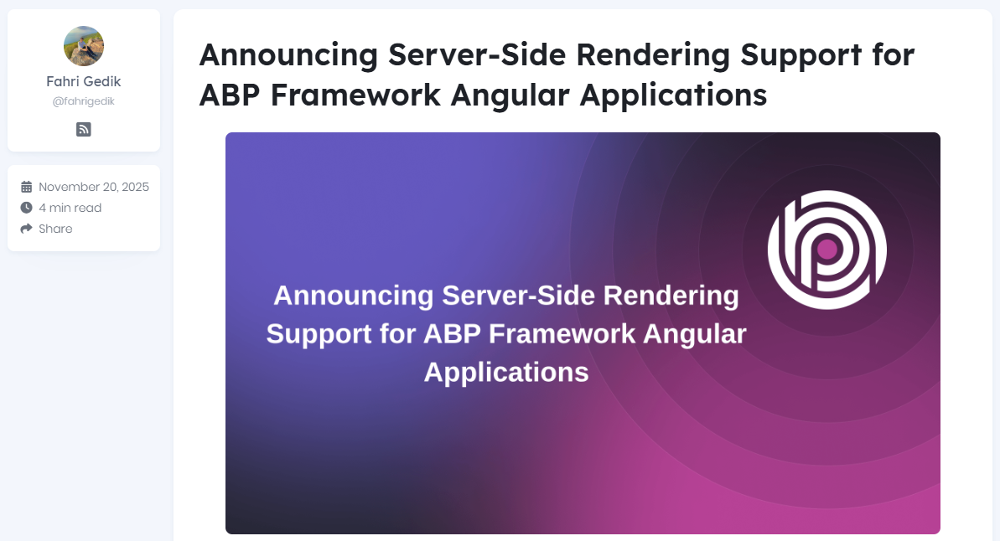 Fahri Gedik
@fahrigedik
November 20, 2025
4 min read
Share
Announcing Server-Side Rendering Support for
ABP Framework Angular Applications
Announcing Server-Side Rendering
Support for ABP Framework Angular
Applications